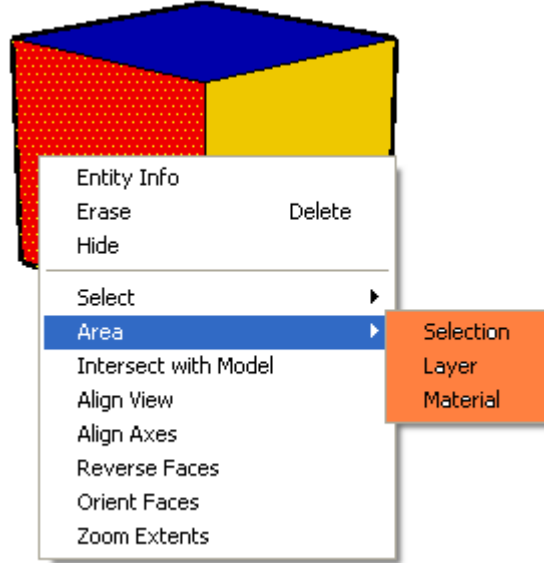 Entity Info
Erase Delete
Hide
Select
Area
Selection
Intersect with Model
Layer
Align View
Material
Align Axes
Reverse Faces
Orient Faces
Zoom Extents